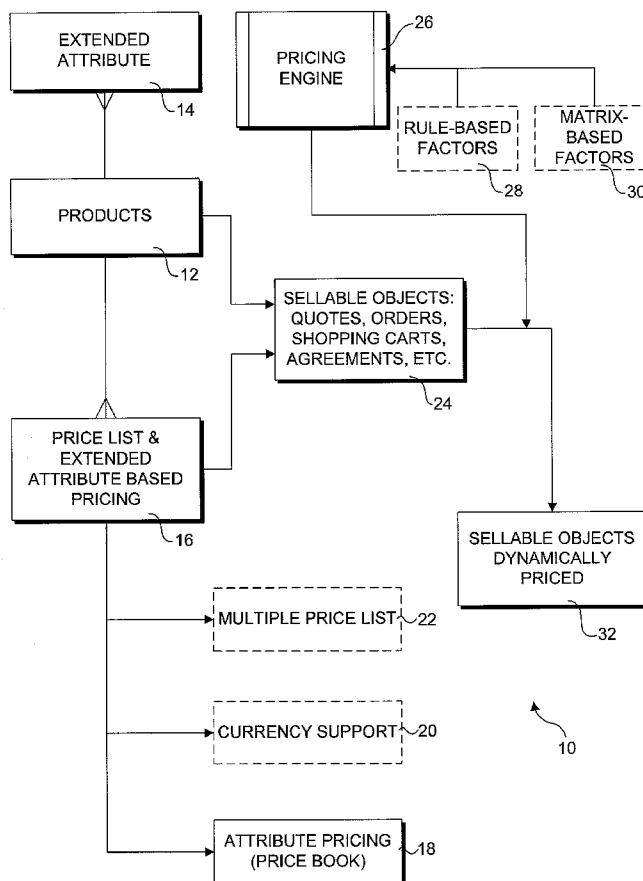 EXTENDED
ATTRIBUTE
14
PRICING
ENGINE
26
RULE-BASED
FACTORS
28
MATRIX-
BASED
FACTORS
30
PRODUCTS
12
SELLABLE OBJECTS:
QUOTES, ORDERS,
SHOPPING CARTS,
AGREEMENTS, ETC.
24
PRICE LIST &
EXTENDED
ATTRIBUTE BASED
PRICING
16
SELLABLE OBJECTS
DYNAMICALLY
PRICED
32
MULTIPLE PRICE LIST
22
CURRENCY SUPPORT
20
10
ATTRIBUTE PRICING
(PRICE BOOK)
18